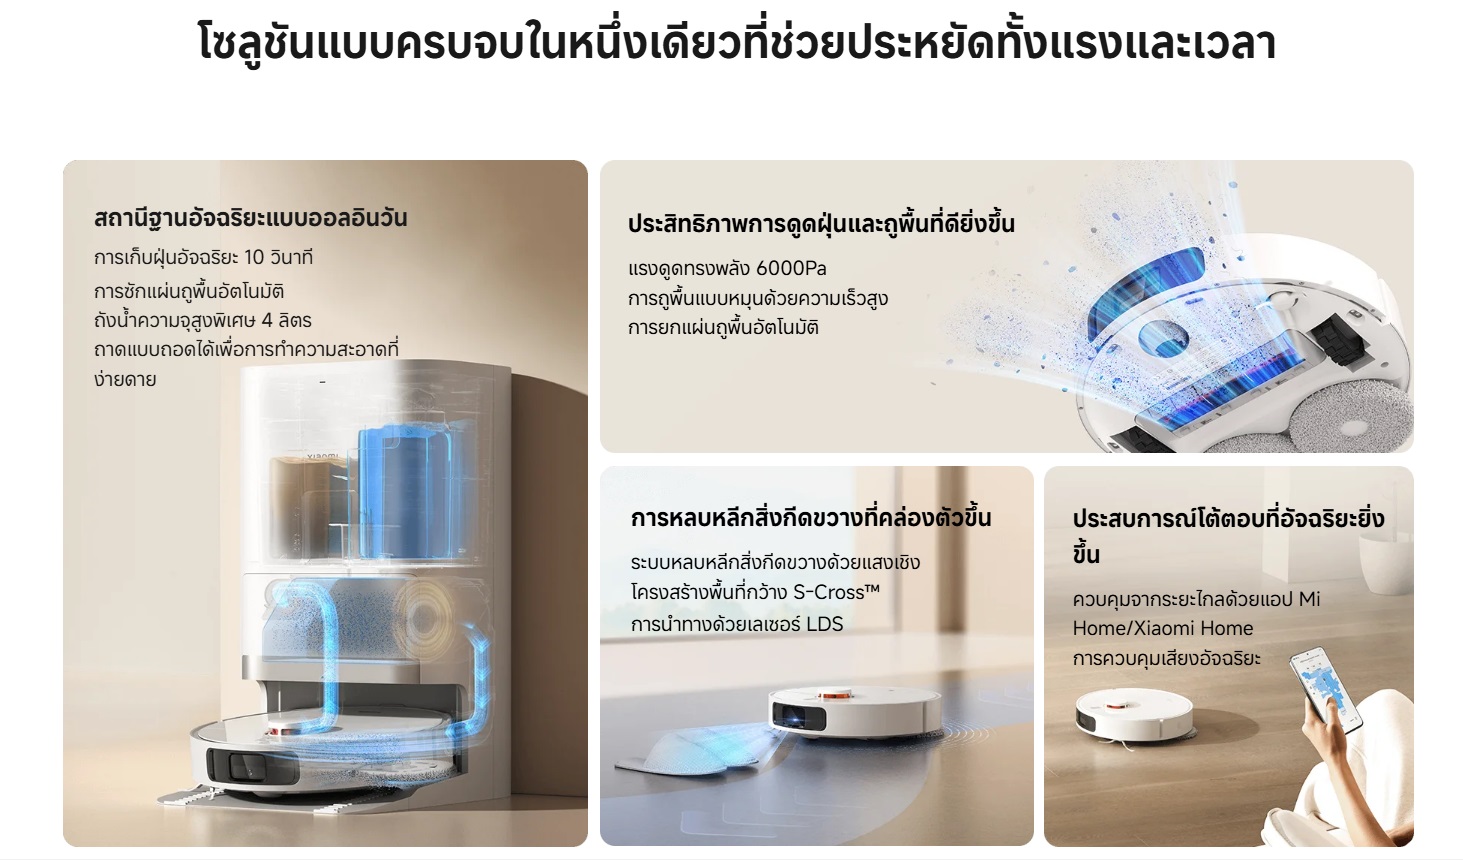 โซลูชันแบบครบจบในหนึ่งเดียวที่ช่วยประหยัดทั้งแรงและเวลา
สถานีฐานอัจฉริยะแบบออลอินวัน
การเก็บฝุ่นอัจฉริยะ 10 วินาที
การซักแผ่นถูพื้นอัตโนมัติ
ถังน้ำความจุสูงพิเศษ 4 ลิตร
ถาดแบบถอดได้เพื่อการทำความสะอาดที่
ง่ายดาย
xiaomi
ประสิทธิภาพการดูดฝุ่นและถูพื้นที่ดียิ่งขึ้น
แรงดูดทรงพลัง 6000Pa
การถูพื้นแบบหมุนด้วยความเร็วสูง
การยกแผ่นถูพื้นอัตโนมัติ
การหลบหลีกสิ่งกีดขวางที่คล่องตัวขึ้น
ระบบหลบหลีกสิ่งกีดขวางด้วยแสงเชิง
โครงสร้างพื้นที่กว้าง S-Cross™
การนำทางด้วยเลเซอร์ LDS
ประสบการณ์โต้ตอบที่อัจฉริยะยิ่ง
ขึ้น
ควบคุมจากระยะไกลด้วยแอป Mi
Home/Xiaomi Home
การควบคุมเสียงอัจฉริยะ